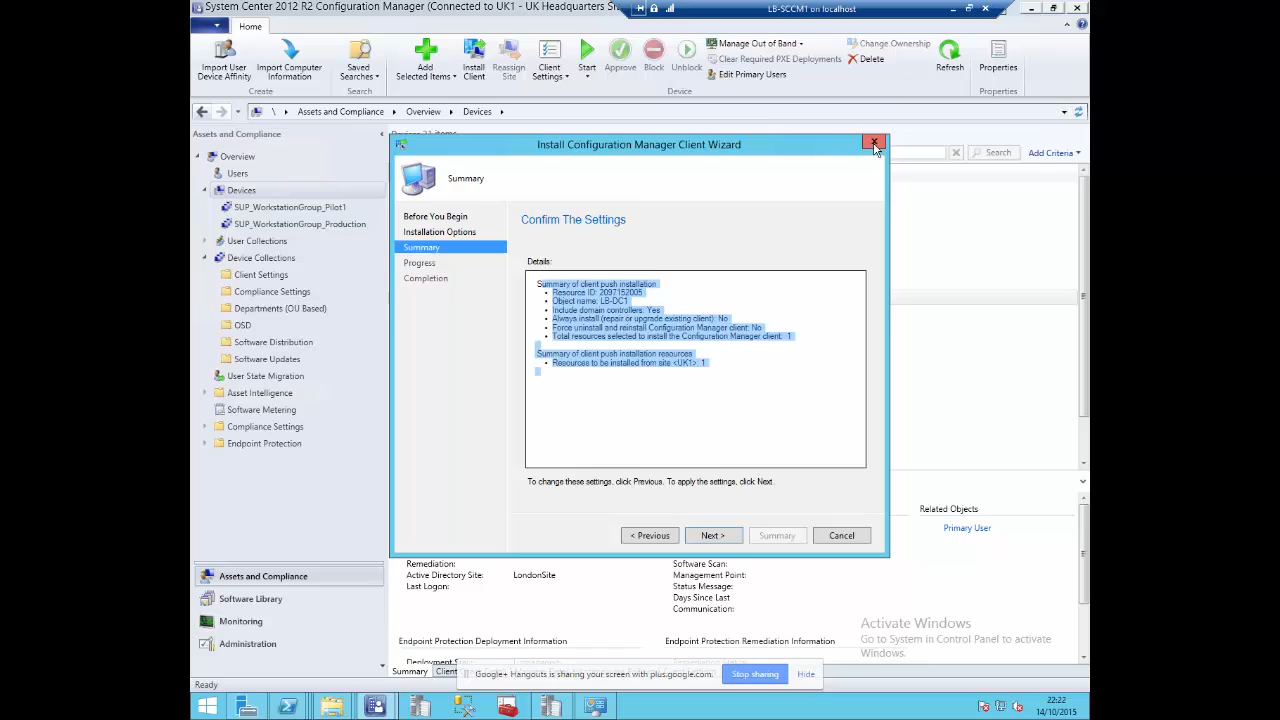 System Center 2012 R2 Configuration Manager (Connected to UK1 - UK Headquarters
LB-SCCM1 on localhost
Home
Import User
Device Affinity
Import Computer
Information
Saved
Searches
Add
Selected Items
Install
Client
Reassign
Site
Client
Settings
Start
Approve
Block
Unblock
Manage Out of Band
Clear Required PXE Deployments
Edit Primary Users
Change Ownership
Delete
Refresh
Properties
Create
Search
Device
Properties
\ Assets and Compliance Overview Devices
Assets and Compliance
Overview
Users
Devices
SUP_WorkstationGroup_Pilot1
SUP_WorkstationGroup_Production
User Collections
Device Collections
Client Settings
Compliance Settings
Departments (OU Based)
OSD
Software Distribution
Software Updates
User State Migration
Asset Intelligence
Software Metering
Compliance Settings
Endpoint Protection
Assets and Compliance
Software Library
Monitoring
Administration
Ready
Search
Add Criteria
Install Configuration Manager Client Wizard
Summary
Before You Begin
Installation Options
Summary
Progress
Completion
Confirm The Settings
Details:
Summary of client push installation
• Resource ID: 2097152005
• Object name: LB-DC1
• Include domain controllers: Yes
• Always install (repair or upgrade existing client): No
• Force uninstall and reinstall Configuration Manager client: No
• Total resources selected to install the Configuration Manager client: 1
Summary of client push installation resources
• Resources to be installed from site <UK1>: 1
To change these settings, click Previous. To apply the settings, click Next.
< Previous
Next >
Summary
Cancel
Related Objects
Primary User
Remediation:
Active Directory Site: LondonSite
Last Logon:
Software Scan:
Management Point:
Status Message:
Days Since Last
Communication:
Endpoint Protection Deployment Information
Endpoint Protection Remediation Information
Activate Windows
Go to System in Control Panel to activate
Windows.
Summary
Google+ Hangouts is sharing your screen with plus.google.com.
Stop sharing
Hide
22:22
14/10/2015